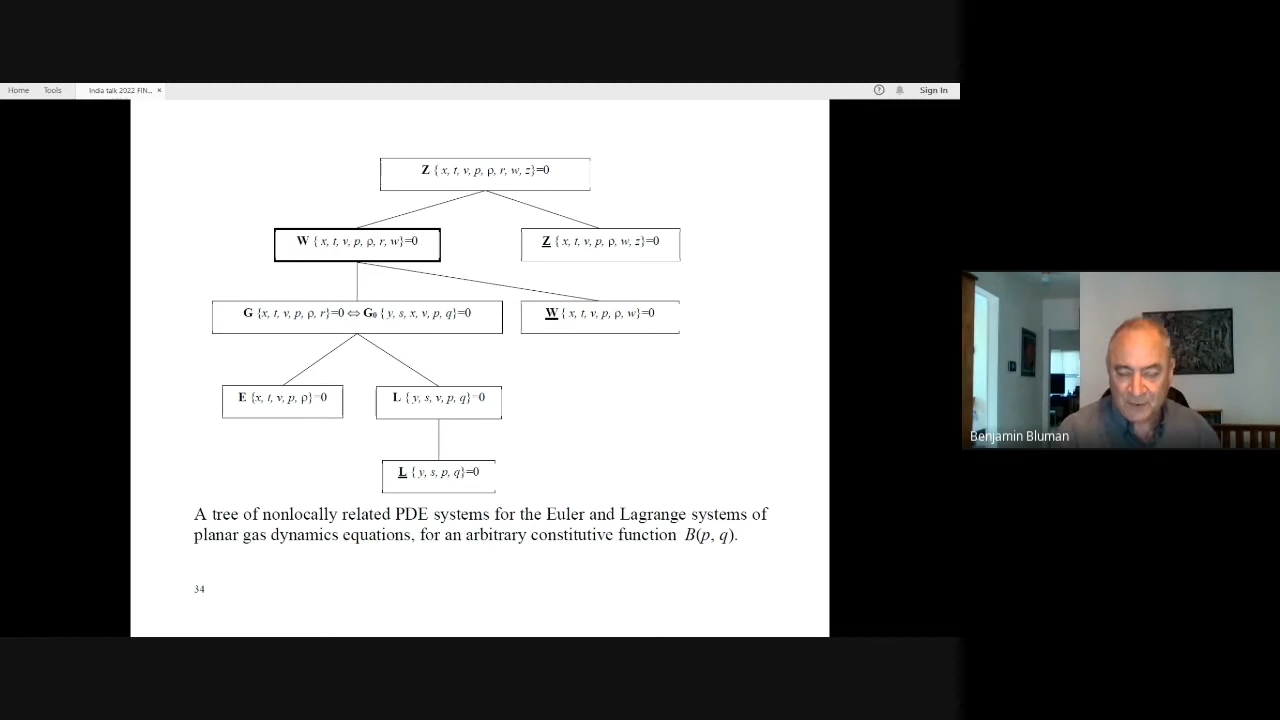 Home Tools India talk 2022 FIN... × ? Sign In
Z { x, t, v, p, ρ, r, w, z}=0
W { x, t, v, p, ρ, r, w}=0 Z { x, t, v, p, ρ, w, z}=0
G {x, t, v, p, ρ, r}=0 ⇔ G₀ { y, s, x, v, p, q}=0 W { x, t, v, p, ρ, w}=0
E {x, t, v, p, ρ}=0 L { y, s, v, p, q}=0
L { y, s, p, q}=0
Benjamin Bluman
A tree of nonlocally related PDE systems for the Euler and Lagrange systems of
planar gas dynamics equations, for an arbitrary constitutive function B(p, q).
34